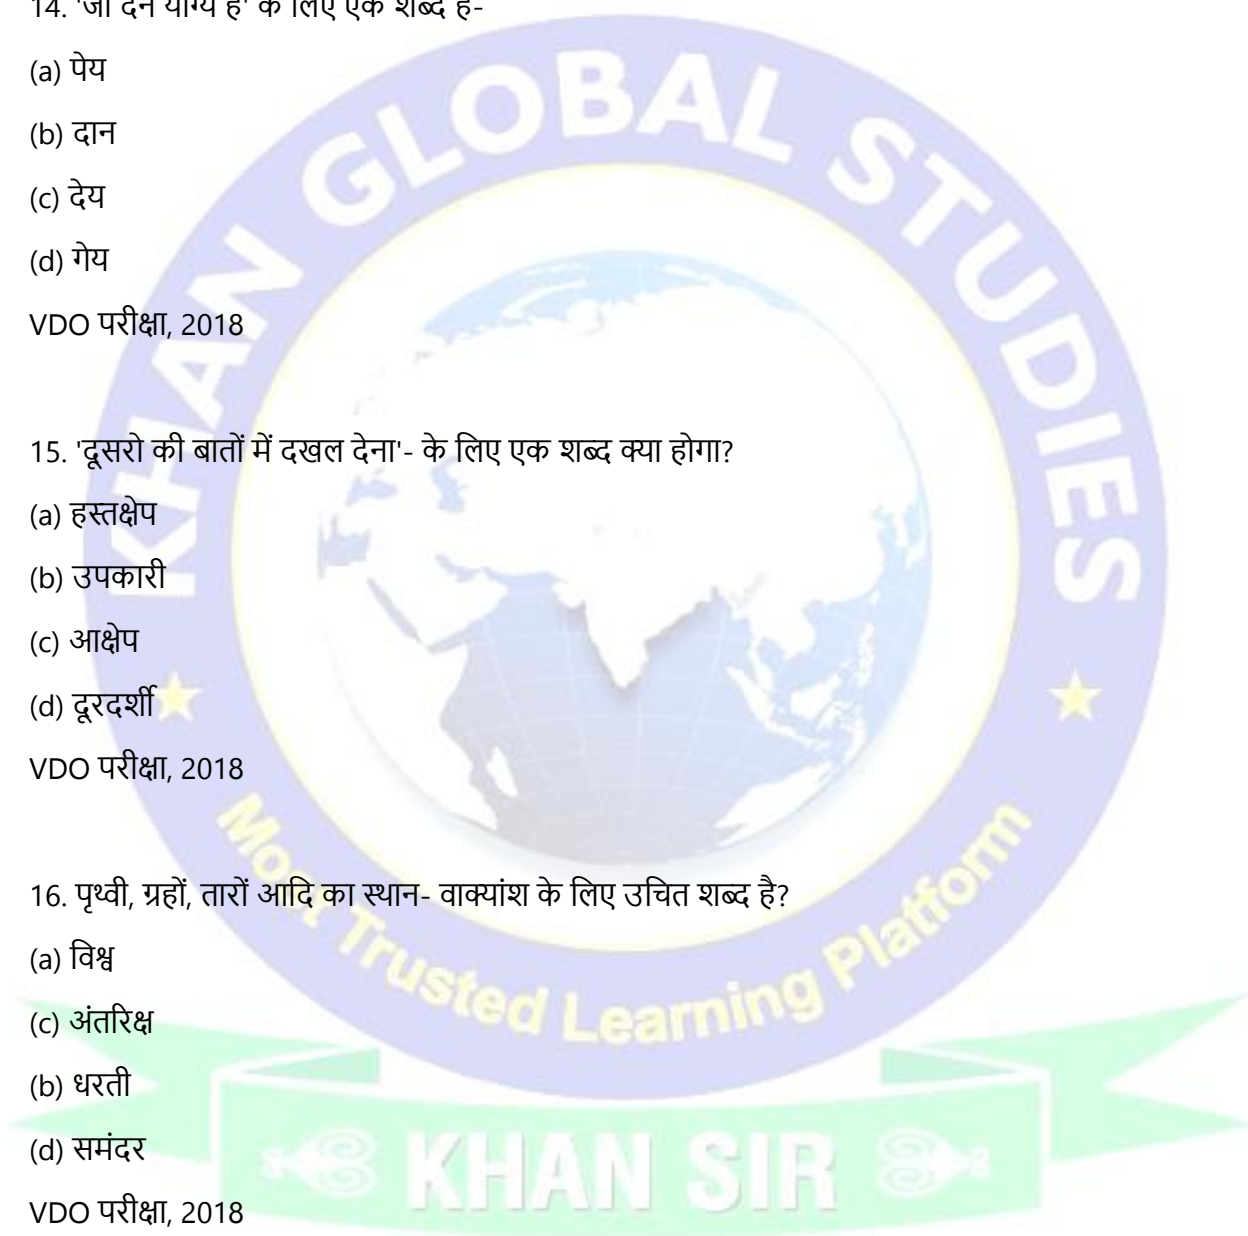 14. 'जो देने योग्य है' के लिए एक शब्द है-
(a) पेय
(b) दान
(c) देय
(d) गेय
VDO परीक्षा, 2018
15. 'दूसरो की बातों में दखल देना'- के लिए एक शब्द क्या होगा?
(a) हस्तक्षेप
(b) उपकारी
(c) आक्षेप
(d) दूरदर्शी
VDO परीक्षा, 2018
16. पृथ्वी, ग्रहों, तारों आदि का स्थान- वाक्यांश के लिए उचित शब्द है?
(a) विश्व
(c) अंतरिक्ष
(b) धरती
(d) समंदर
VDO परीक्षा, 2018
KHAN GLOBAL STUDIES
Most Trusted Learning Platform
KHAN SIR